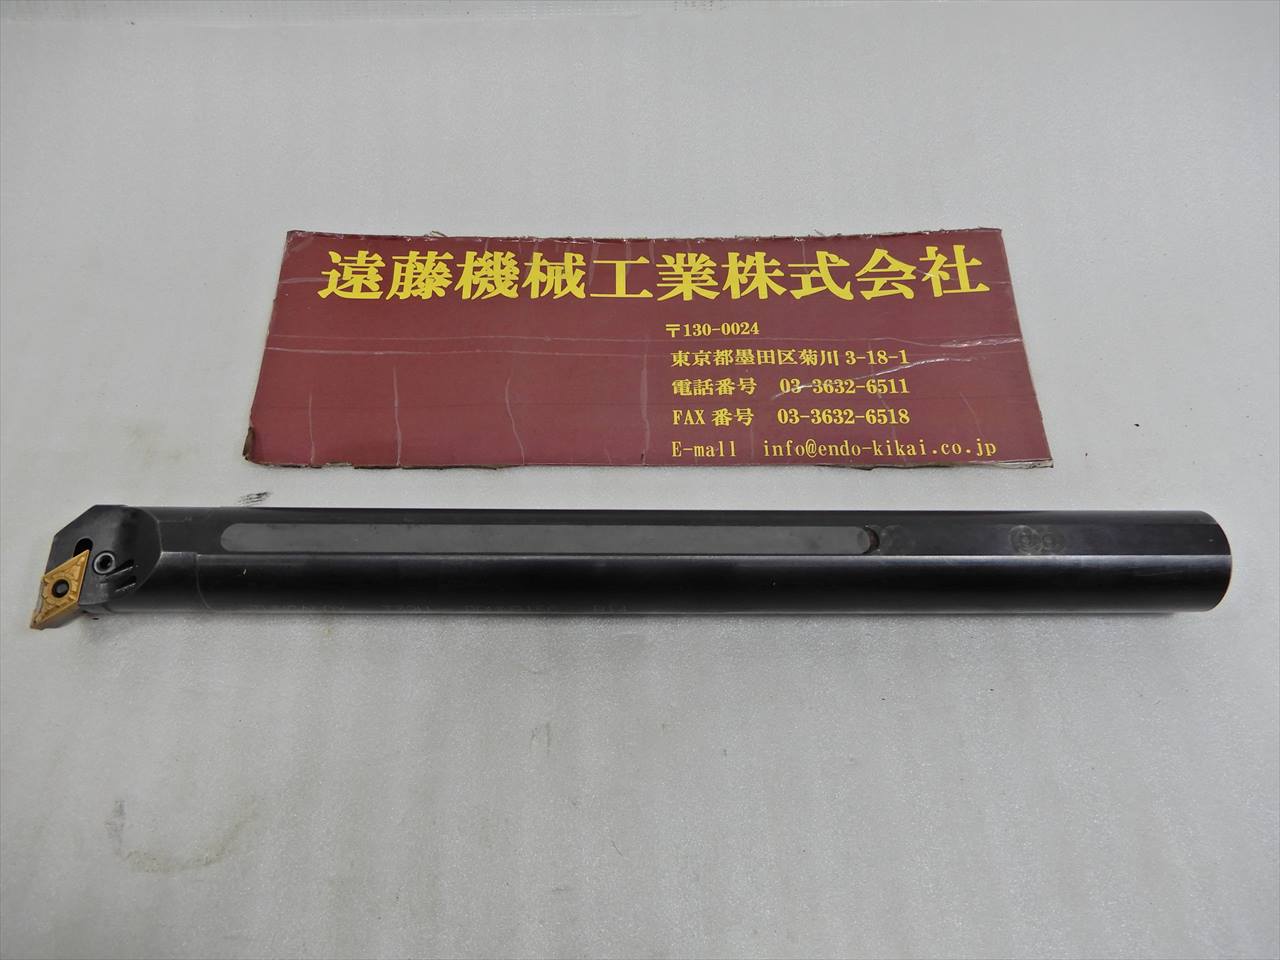 遠藤機械工業株式会社
〒130-0024
東京都墨田区菊川 3-18-1
電話番号 03-3632-6511
FAX 番号 03-3632-6518
E-mall info@endo-kikai.co.jp